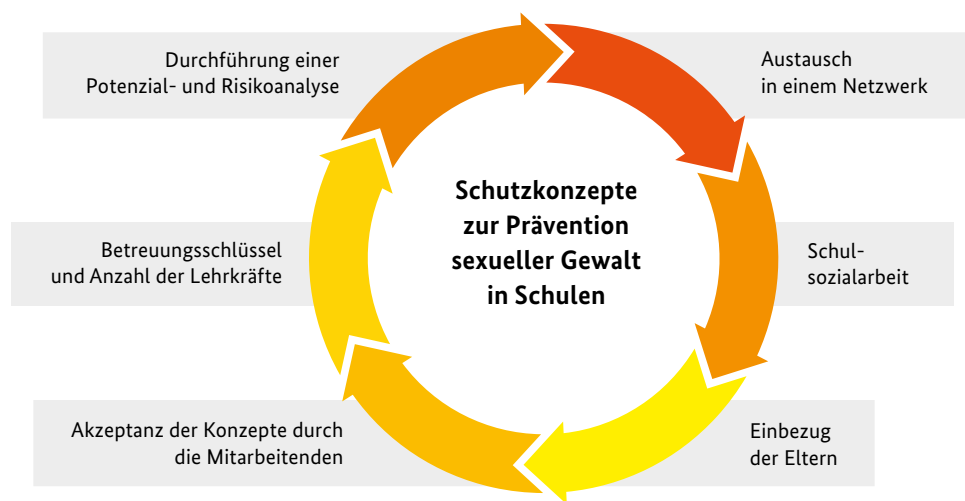 Durchführung einer
Potenzial- und Risikoanalyse
Austausch
in einem Netzwerk
Schutzkonzepte
zur Prävention
sexueller Gewalt
in Schulen
Betreuungsschlüssel
und Anzahl der Lehrkräfte
Schul-
sozialarbeit
Akzeptanz der Konzepte durch
die Mitarbeitenden
Einbezug
der Eltern